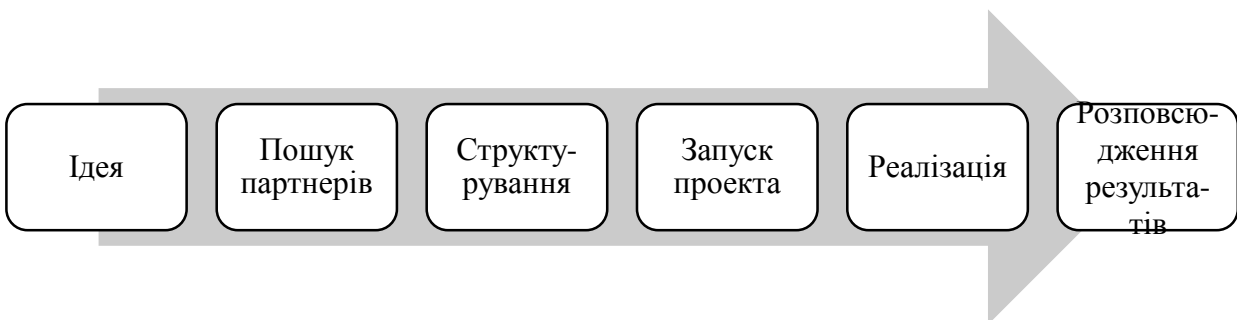 Ідея
Пошук
партнерів
Структу-
рування
Запуск
проекта
Реалізація
Розповсю-
дження
результа-
тів